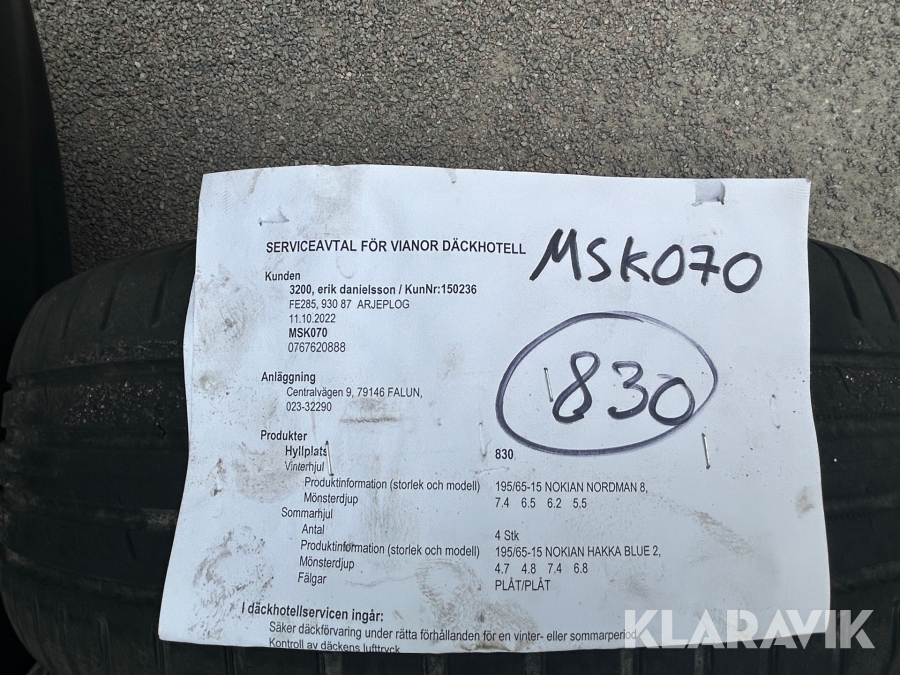 SERVICEAVTAL FÖR VIANOR DÄCKHOTELL
MSK070
Kunden
3200, erik danielsson / KunNr:150236
FE285, 930 87 ARJEPLOG
11.10.2022
MSK070
0767620888
830
Anläggning
Centralvägen 9, 79146 FALUN,
023-32290
Produkter
Hyllplats 830
Vinterhjul
Produktinformation (storlek och modell) 195/65-15 NOKIAN NORDMAN 8,
Mönsterdjup 7.4 6.5 6.2 5.5
Sommarhjul
Antal 4 Stk
Produktinformation (storlek och modell) 195/65-15 NOKIAN HAKKA BLUE 2,
Mönsterdjup 4.7 4.8 7.4 6.8
Fälgar PLÅT/PLÅT
I däckhotellservicen ingår:
Säker däckförvaring under rätta förhållanden för en vinter- eller sommarperiod
Kontroll av däckens lufttryck
KLARAVIK